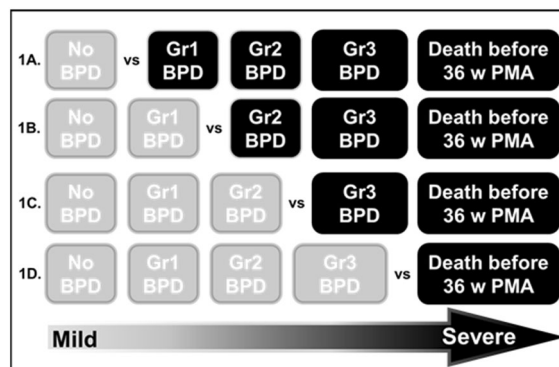 1A. No BPD vs Gr1 BPD Gr2 BPD Gr3 BPD Death before 36 w PMA
1B. No BPD Gr1 BPD vs Gr2 BPD Gr3 BPD Death before 36 w PMA
1C. No BPD Gr1 BPD Gr2 BPD vs Gr3 BPD Death before 36 w PMA
1D. No BPD Gr1 BPD Gr2 BPD Gr3 BPD vs Death before 36 w PMA
Mild Severe